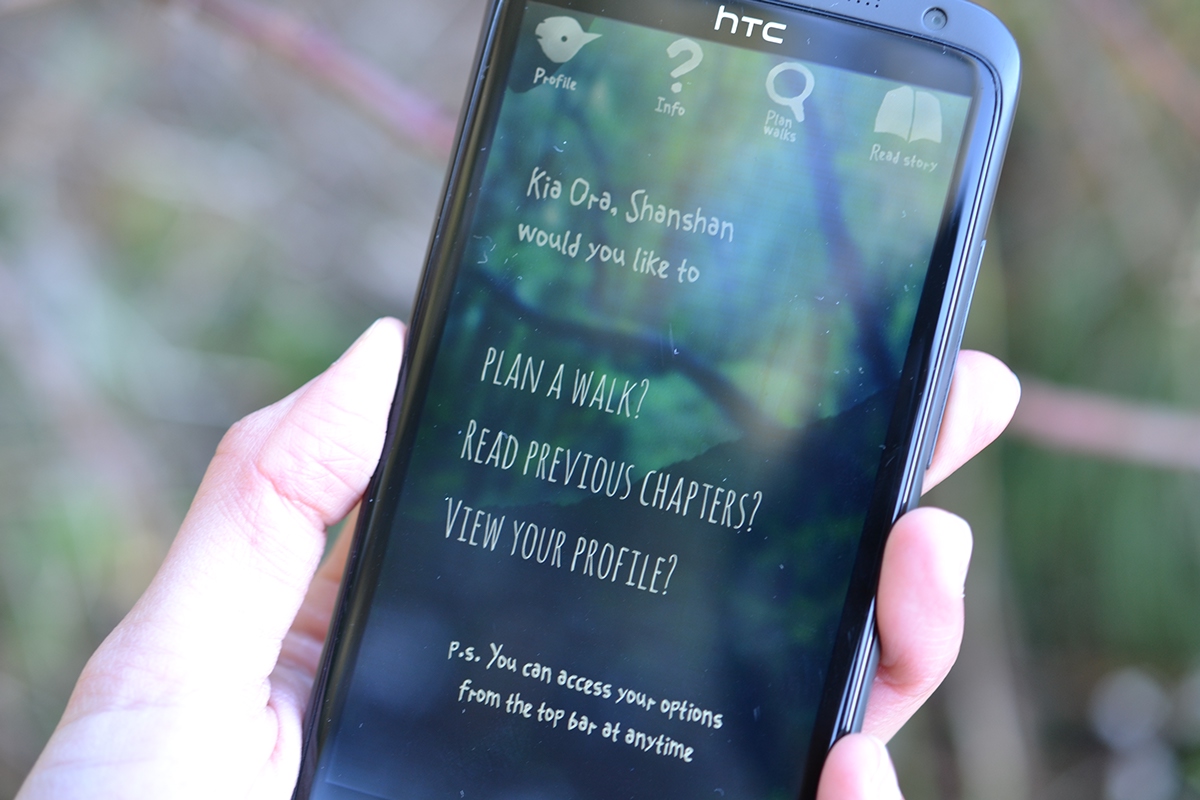 hTC
Profile
Info
Plan
walks
Read story
Kia Ora, Shanshan
would you like to
PLAN A WALK?
READ PREVIOUS CHAPTERS?
VIEW YOUR PROFILE?
P.s. You can access your options
from the top bar at anytime